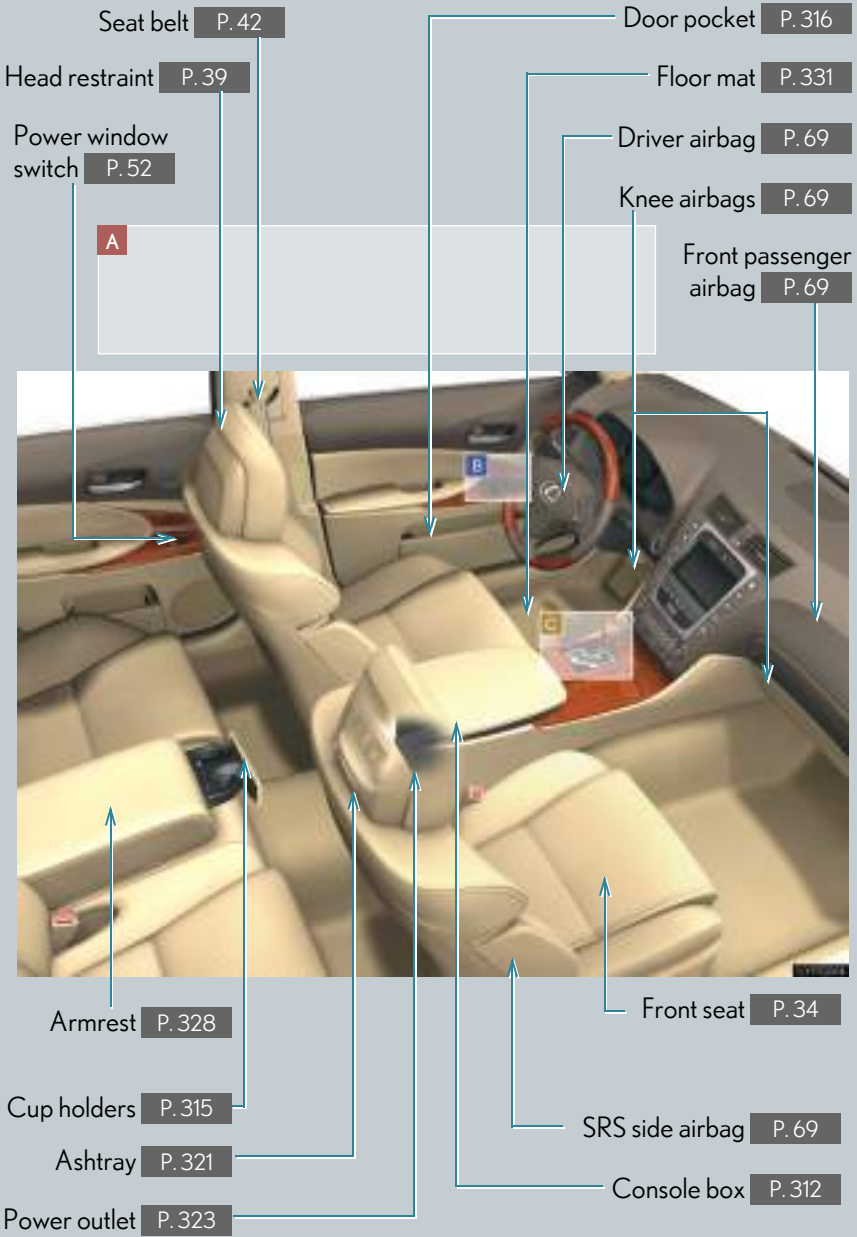 Seat belt P. 42
Door pocket P. 316
Head restraint P. 39
Floor mat P. 331
Power window
switch P. 52
Driver airbag P. 69
Knee airbags P. 69
A
Front passenger
airbag P. 69
B
C
Armrest P. 328
Front seat P. 34
Cup holders P. 315
SRS side airbag P. 69
Ashtray P. 321
Console box P. 312
Power outlet P. 323